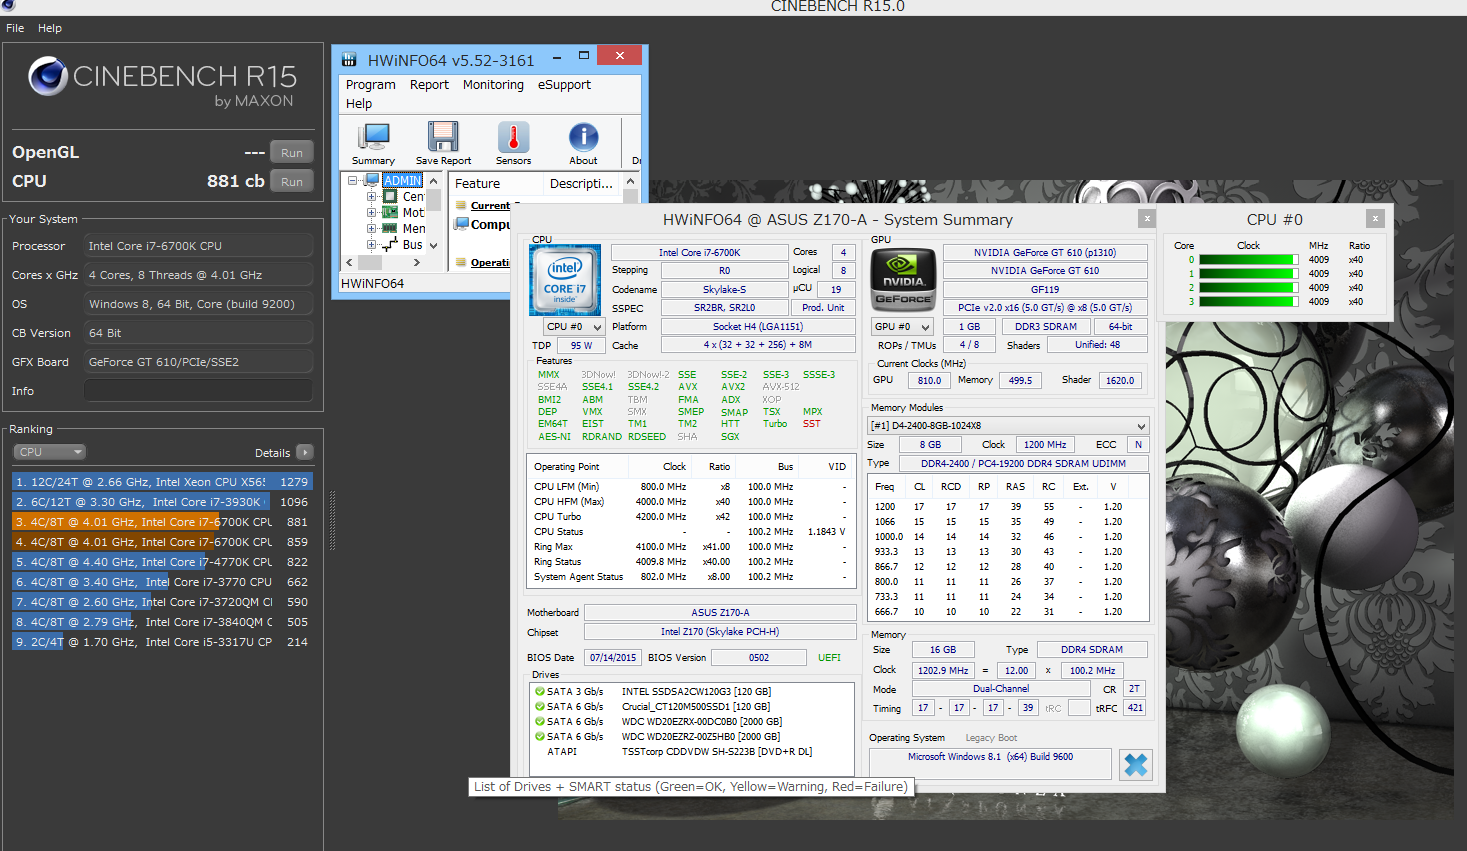 CINEBENCH R15.0
File Help
CINEBENCH R15
by MAXON
OpenGL --- Run
CPU 881 cb Run
Your System
Processor Intel Core i7-6700K CPU
Cores x GHz 4 Cores, 8 Threads @ 4.01 GHz
OS Windows 8, 64 Bit, Core (build 9200)
CB Version 64 Bit
GFX Board GeForce GT 610/PCIe/SSE2
Info
Ranking
CPU Details
1. 12C/24T @ 2.66 GHz, Intel Xeon CPU X565 1279
2. 6C/12T @ 3.30 GHz, Intel Core i7-3930K 1096
3. 4C/8T @ 4.01 GHz, Intel Core i7-6700K CPU 881
4. 4C/8T @ 4.01 GHz, Intel Core i7-6700K CPU 859
5. 4C/8T @ 4.40 GHz, Intel Core i7-4770K CPU 822
6. 4C/8T @ 3.40 GHz, Intel Core i7-3770 CPU 662
7. 4C/8T @ 2.60 GHz, Intel Core i7-3720QM CI 590
8. 4C/8T @ 2.79 GHz, Intel Core i7-3840QM C 505
9. 2C/4T @ 1.70 GHz, Intel Core i5-3317U CP 214
HWiNFO64 v5.52-3161
Program Report Monitoring eSupport
Help
Summary Save Report Sensors About Dr
ADMIN
Cen
Mot
Men
Bus
Feature Descripti...
Current
Compu
Operati
HWiNFO64
HWiNFO64 @ ASUS Z170-A - System Summary
CPU
intel CORE i7 inside
Intel Core i7-6700K Cores 4
Stepping R0 Logical 8
Codename Skylake-S µCU 19
SSPEC SR2BR, SR2L0 Prod. Unit
CPU #0 Platform Socket H4 (LGA1151)
TDP 95 W Cache 4 x (32 + 32 + 256) + 8M
Features
MMX 3DNow! 3DNow!-2 SSE SSE-2 SSE-3 SSSE-3
SSE4A SSE4.1 SSE4.2 AVX AVX2 AVX-512
BMI2 ABM TBM FMA ADX XOP
DEP VMX SMX SMEP SMAP TSX MPX
EM64T EIST TM1 TM2 HTT Turbo SST
AES-NI RDRAND RDSEED SHA SGX
Operating Point Clock Ratio Bus VID
CPU LFM (Min) 800.0 MHz x8 100.0 MHz -
CPU HFM (Max) 4000.0 MHz x40 100.0 MHz -
CPU Turbo 4200.0 MHz x42 100.0 MHz -
CPU Status - - 100.2 MHz 1.1843 V
Ring Max 4100.0 MHz x41.00 100.0 MHz -
Ring Status 4009.8 MHz x40.00 100.2 MHz -
System Agent Status 802.0 MHz x8.00 100.2 MHz -
Motherboard ASUS Z170-A
Chipset Intel Z170 (Skylake PCH-H)
BIOS Date 07/14/2015 BIOS Version 0502 UEFI
Drives
SATA 3 Gb/s INTEL SSDSA2CW120G3 [120 GB]
SATA 6 Gb/s Crucial_CT120M500SSD1 [120 GB]
SATA 6 Gb/s WDC WD20EZRX-00DC0B0 [2000 GB]
SATA 6 Gb/s WDC WD20EZRZ-00Z5HB0 [2000 GB]
ATAPI TSSTcorp CDDVDW SH-S223B [DVD+R DL]
List of Drives + SMART status (Green=OK, Yellow=Warning, Red=Failure)
GPU
NVIDIA GEFORCE
NVIDIA GeForce GT 610 (p1310)
NVIDIA GeForce GT 610
GF119
PCIe v2.0 x16 (5.0 GT/s) @ x8 (5.0 GT/s)
GPU #0 1 GB DDR3 SDRAM 64-bit
ROPs / TMUs 4 / 8 Shaders Unified: 48
Current Clocks (MHz)
GPU 810.0 Memory 499.5 Shader 1620.0
Memory Modules
[#1] D4-2400-8GB-1024X8
Size 8 GB Clock 1200 MHz ECC N
Type DDR4-2400 / PC4-19200 DDR4 SDRAM UDIMM
Freq CL RCD RP RAS RC Ext. V
1200 17 17 17 39 55 - 1.20
1066 15 15 15 35 49 - 1.20
1000.0 14 14 14 32 46 - 1.20
933.3 13 13 13 30 43 - 1.20
866.7 12 12 12 28 40 - 1.20
800.0 11 11 11 26 37 - 1.20
733.3 11 11 11 24 34 - 1.20
666.7 10 10 10 22 31 - 1.20
Memory
Size 16 GB Type DDR4 SDRAM
Clock 1202.9 MHz = 12.00 x 100.2 MHz
Mode Dual-Channel CR 2T
Timing 17 - 17 - 17 - 39 tRC tRFC 421
Operating System Legacy Boot
Microsoft Windows 8.1 (x64) Build 9600
CPU #0
Core Clock MHz Ratio
0 4009 x40
1 4009 x40
2 4009 x40
3 4009 x40